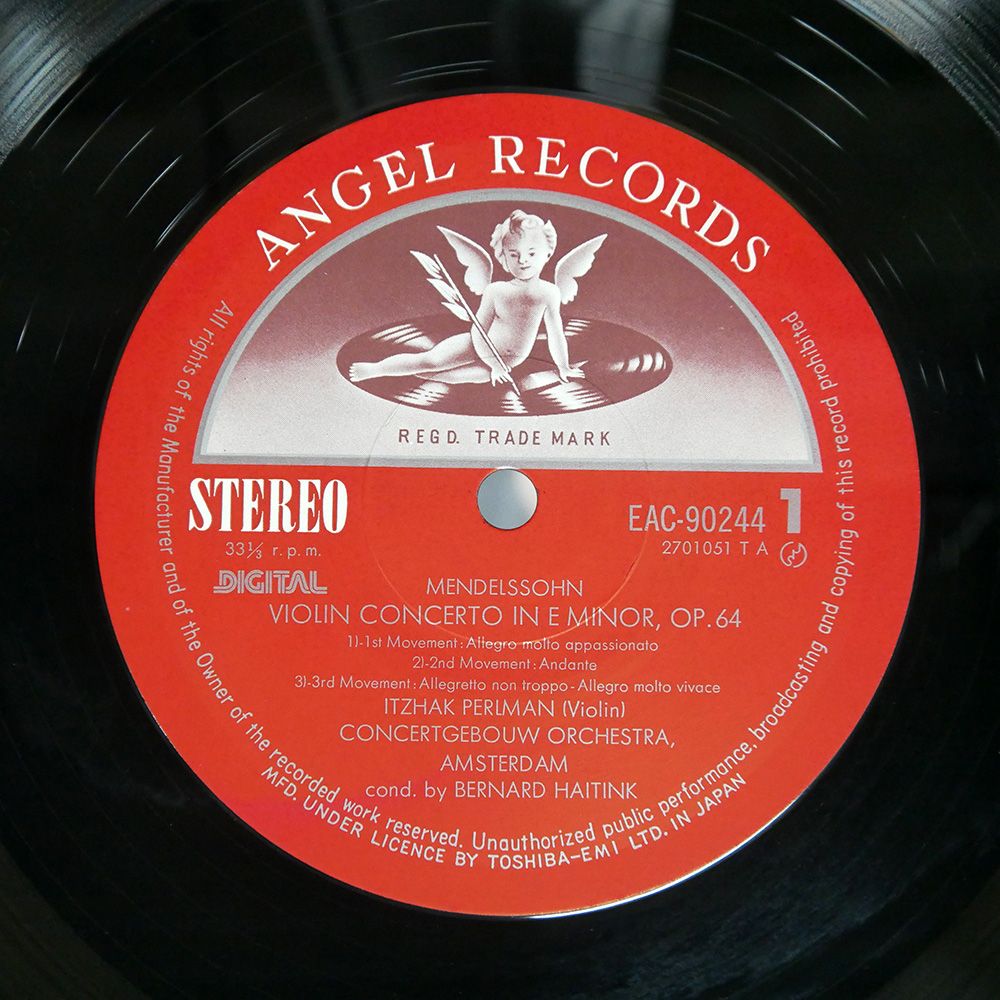 ANGEL RECORDS
REGD. TRADE MARK
STEREO
33⅓ r.p.m.
DIGITAL
EAC-90244 1
2701051 T A
MENDELSSOHN
VIOLIN CONCERTO IN E MINOR, OP.64
1)-1st Movement: Allegro molto appassionato
2)-2nd Movement: Andante
3)-3rd Movement: Allegretto non troppo - Allegro molto vivace
ITZHAK PERLMAN (Violin)
CONCERTGEBOUW ORCHESTRA,
AMSTERDAM
cond. by BERNARD HAITINK
All rights of the Manufacturer and of the Owner of the recorded work reserved. Unauthorized public performance, broadcasting and copying of this record prohibited
MFD. UNDER LICENCE BY TOSHIBA-EMI LTD. IN JAPAN